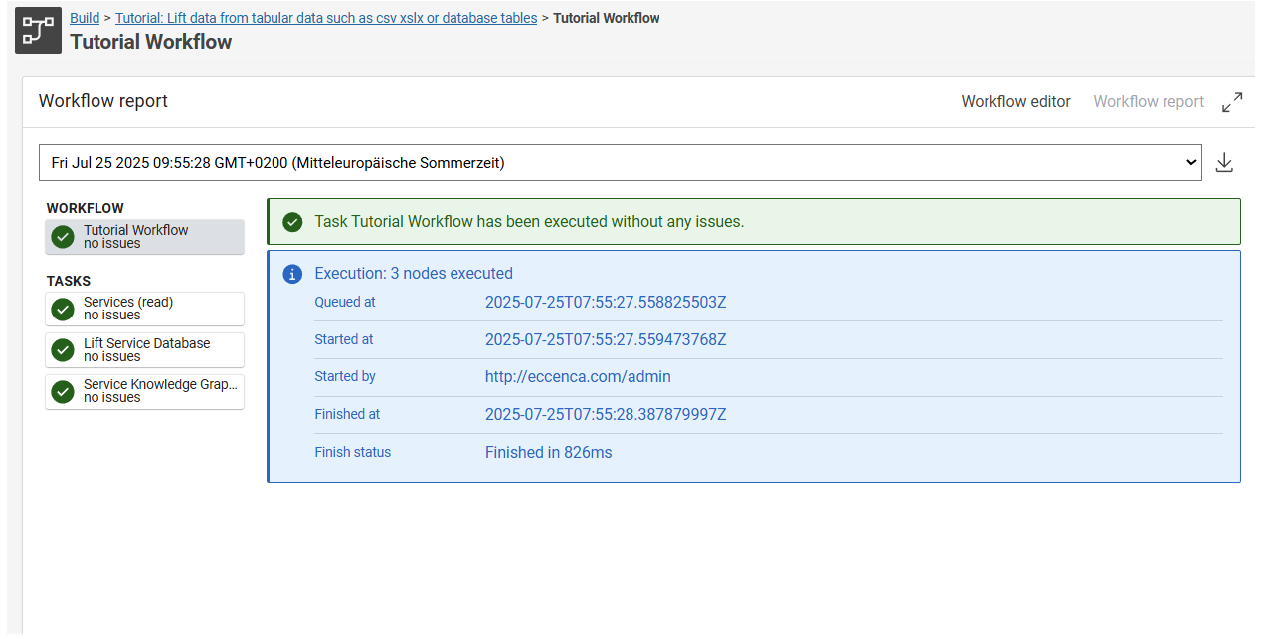 Build > Tutorial: Lift data from tabular data such as csv xslx or database tables > Tutorial Workflow
Tutorial Workflow
Workflow report
Workflow editor
Workflow report
Fri Jul 25 2025 09:55:28 GMT+0200 (Mitteleuropäische Sommerzeit)
WORKFLOW
Tutorial Workflow
no issues
TASKS
Services (read)
no issues
Lift Service Database
no issues
Service Knowledge Grap...
no issues
Task Tutorial Workflow has been executed without any issues.
Execution: 3 nodes executed
Queued at 2025-07-25T07:55:27.558825503Z
Started at 2025-07-25T07:55:27.559473768Z
Started by http://eccenca.com/admin
Finished at 2025-07-25T07:55:28.387879997Z
Finish status Finished in 826ms